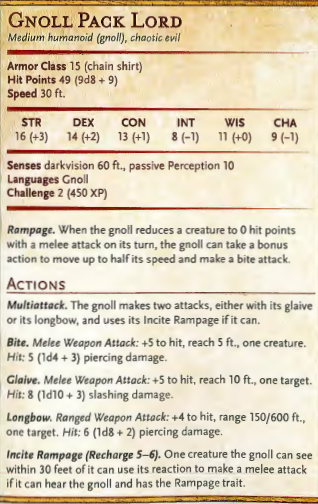 GNOLL PACK LORD
Medium humanoid (gnoll), chaotic evil
Armor Class 15 (chain shirt)
Hit Points 49 (9d8 + 9)
Speed 30 ft.
STR DEX CON INT WIS CHA
16 (+3) 14 (+2) 13 (+1) 8 (-1) 11 (+0) 9 (-1)
Senses darkvision 60 ft., passive Perception 10
Languages Gnoll
Challenge 2 (450 XP)
Rampage. When the gnoll reduces a creature to 0 hit points
with a melee attack on its turn, the gnoll can take a bonus
action to move up to half its speed and make a bite attack.
ACTIONS
Multiattack. The gnoll makes two attacks, either with its glaive
or its longbow, and uses its Incite Rampage if it can.
Bite. Melee Weapon Attack: +5 to hit, reach 5 ft., one creature.
Hit: 5 (1d4 + 3) piercing damage.
Glaive. Melee Weapon Attack: +5 to hit, reach 10 ft., one target.
Hit: 8 (1d10 + 3) slashing damage.
Longbow. Ranged Weapon Attack: +4 to hit, range 150/600 ft.,
one target. Hit: 6 (1d8 + 2) piercing damage.
Incite Rampage (Recharge 5–6). One creature the gnoll can see
within 30 feet of it can use its reaction to make a melee attack
if it can hear the gnoll and has the Rampage trait.